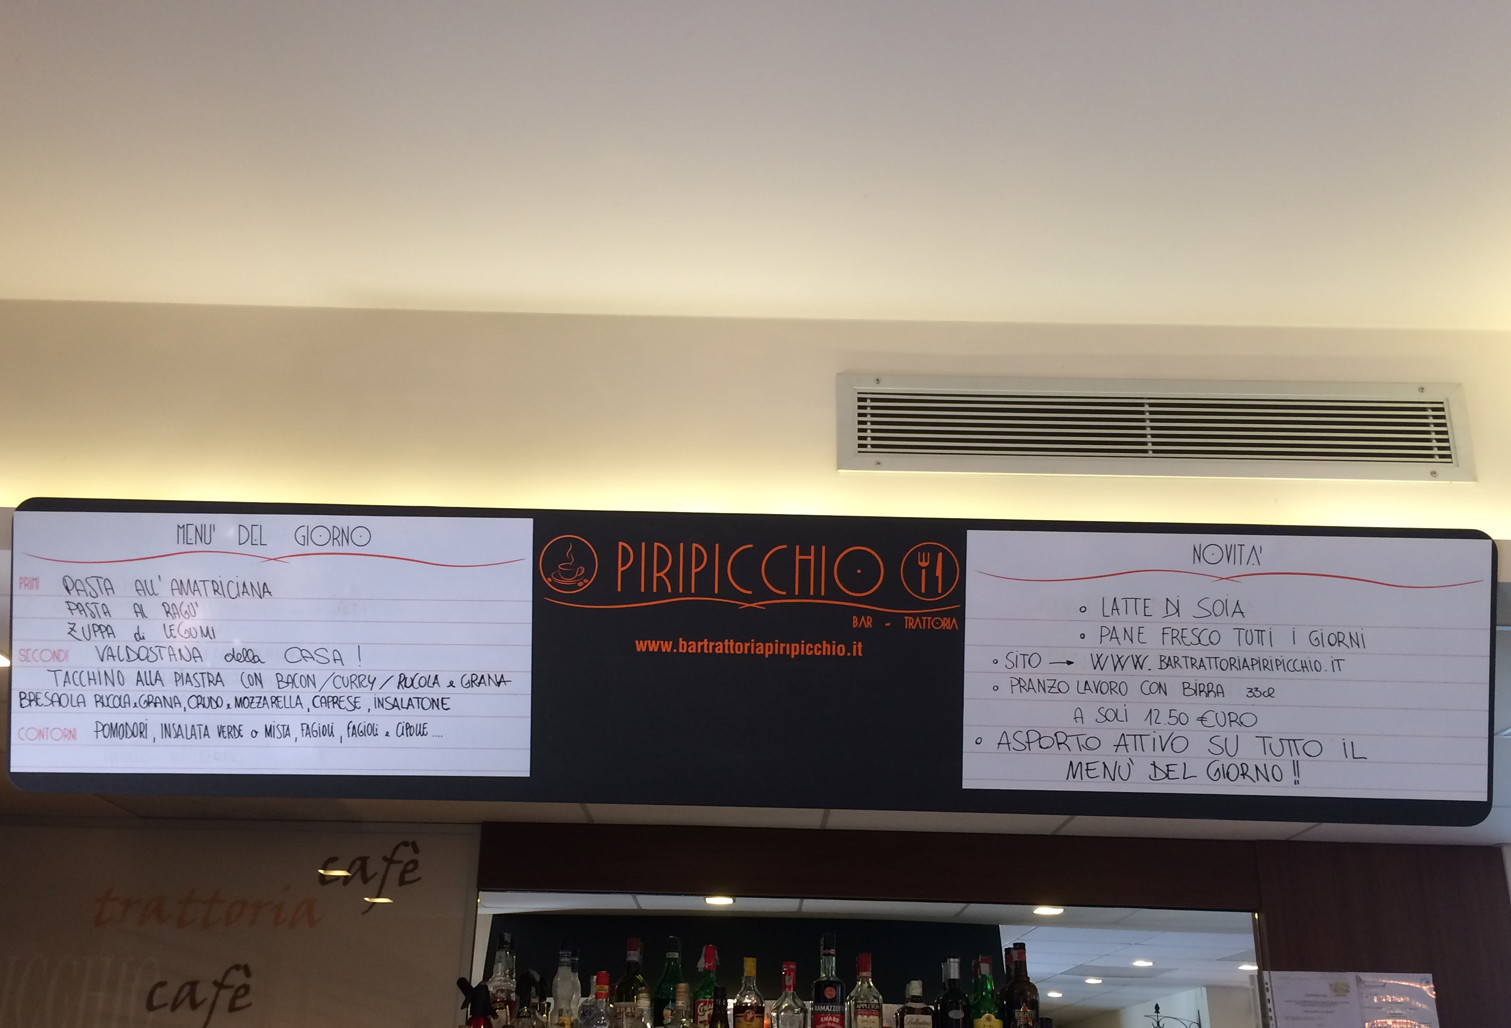 MENU' DEL GIORNO
PRIMI PASTA ALL' AMATRICIANA
PASTA AL RAGU'
ZUPPA di LEGUMI
SECONDI VALDOSTANA della CASA !
TACCHINO ALLA PIASTRA CON BACON/CURRY/RUCOLA e GRANA
BRESAOLA RUCOLA e GRANA, CRUDO e MOZZARELLA, CAPRESE, INSALATONE
CONTORNI POMODORI, INSALATA VERDE o MISTA, FAGIOLI, FAGIOLI e CIPOLLE....
PIRIPICCHIO
BAR - TRATTORIA
www.bartrattoriapiripicchio.it
NOVITA'
• LATTE DI SOIA
• PANE FRESCO TUTTI I GIORNI
• SITO → WWW.BARTRATTORIAPIRIPICCHIO.IT
• PRANZO LAVORO CON BIRRA 33cl
A SOLI 12.50 €URO
• ASPORTO ATTIVO SU TUTTO IL
MENU' DEL GIORNO!!
cafè
trattoria
ICCHIO cafè
RAMAZZOTTI
APPLETON